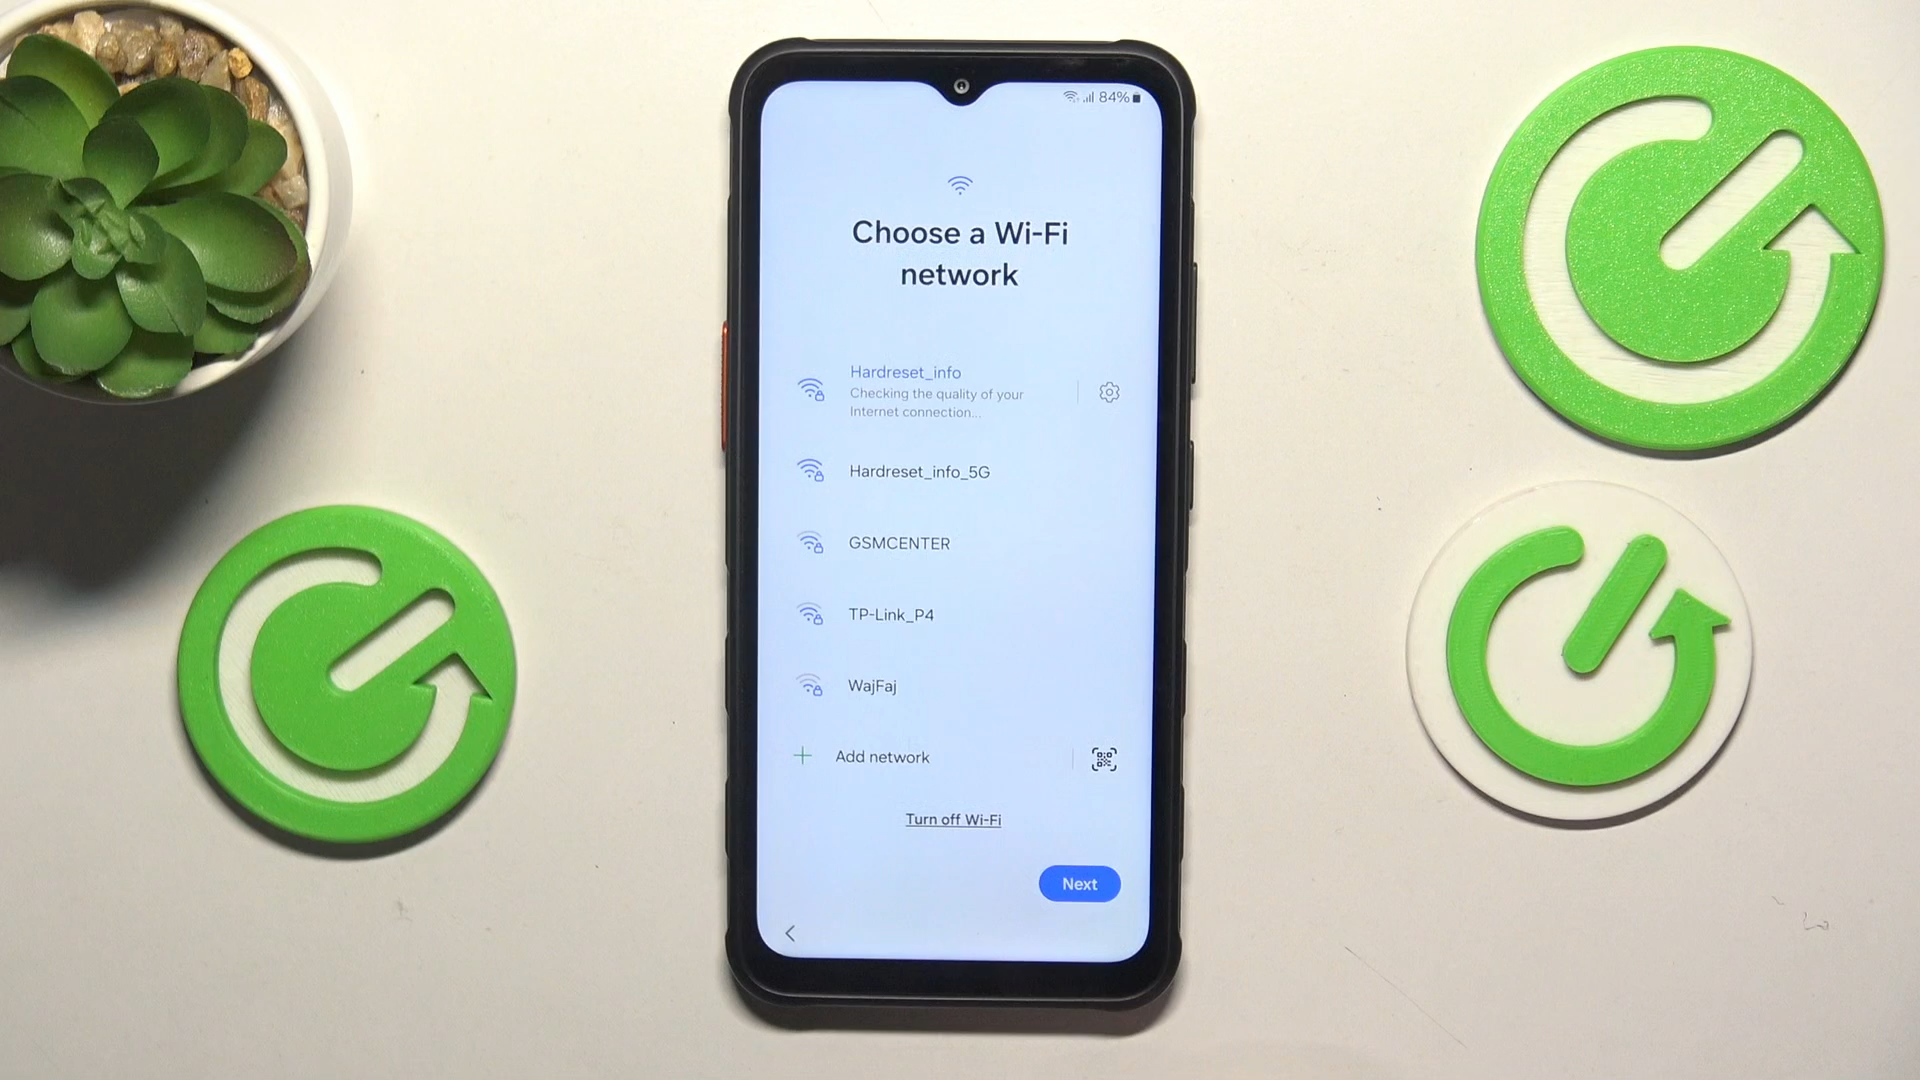 84%
Choose a Wi-Fi
network
Hardreset_info
Checking the quality of your
Internet connection...
Hardreset_info_5G
GSMCENTER
TP-Link_P4
WajFaj
Add network
Turn off Wi-Fi
Next